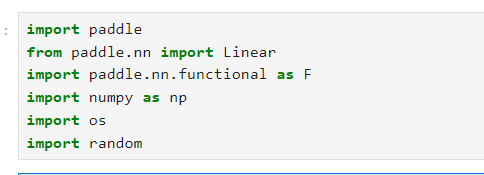 import paddle
from paddle.nn import Linear
import paddle.nn.functional as F
import numpy as np
import os
import random